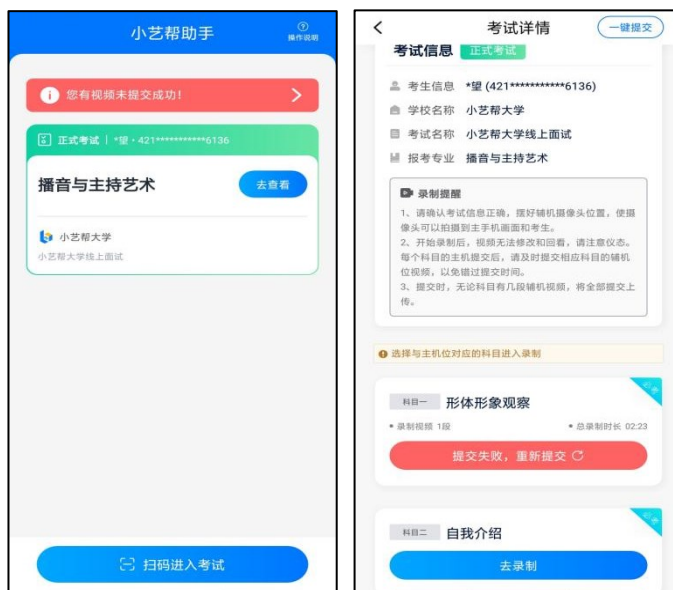 小艺帮助手
操作说明
您有视频未提交成功！
正式考试 | *望·421***********6136
播音与主持艺术
去查看
小艺帮大学
小艺帮大学线上面试
扫码进入考试
考试详情
一键提交
考试信息 正式考试
考生信息 *望 (421***********6136)
学校名称 小艺帮大学
考试名称 小艺帮大学线上面试
报考专业 播音与主持艺术
录制提醒
1、请确认考试信息正确，摆好辅机摄像头位置，使摄
像头可以拍摄到主手机画面和考生。
2、开始录制后，视频无法修改和回看，请注意仪态。
每个科目的主机提交后，请及时提交相应科目的辅机
位视频，以免错过提交时间。
3、提交时，无论科目有几段辅机视频，将全部提交上
传。
选择与主机位对应的科目进入录制
必考
科目一 形体形象观察
• 录制视频 1段 • 总录制时长 02:23
提交失败，重新提交
必考
科目二 自我介绍
去录制